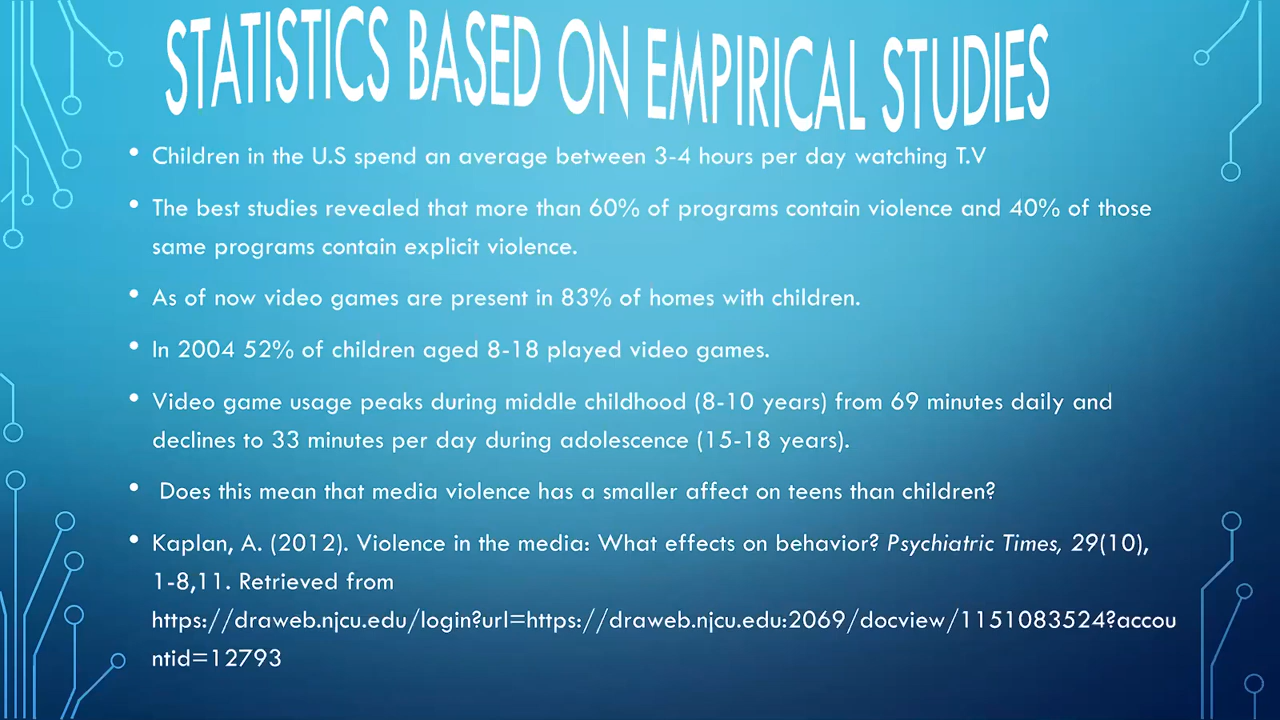 STATISTICS BASED ON EMPIRICAL STUDIES
• Children in the U.S spend an average between 3-4 hours per day watching T.V
• The best studies revealed that more than 60% of programs contain violence and 40% of those
same programs contain explicit violence.
• As of now video games are present in 83% of homes with children.
• In 2004 52% of children aged 8-18 played video games.
• Video game usage peaks during middle childhood (8-10 years) from 69 minutes daily and
declines to 33 minutes per day during adolescence (15-18 years).
• Does this mean that media violence has a smaller affect on teens than children?
• Kaplan, A. (2012). Violence in the media: What effects on behavior? Psychiatric Times, 29(10),
1-8,11. Retrieved from
https://draweb.njcu.edu/login?url=https://draweb.njcu.edu:2069/docview/1151083524?accou
ntid=12793